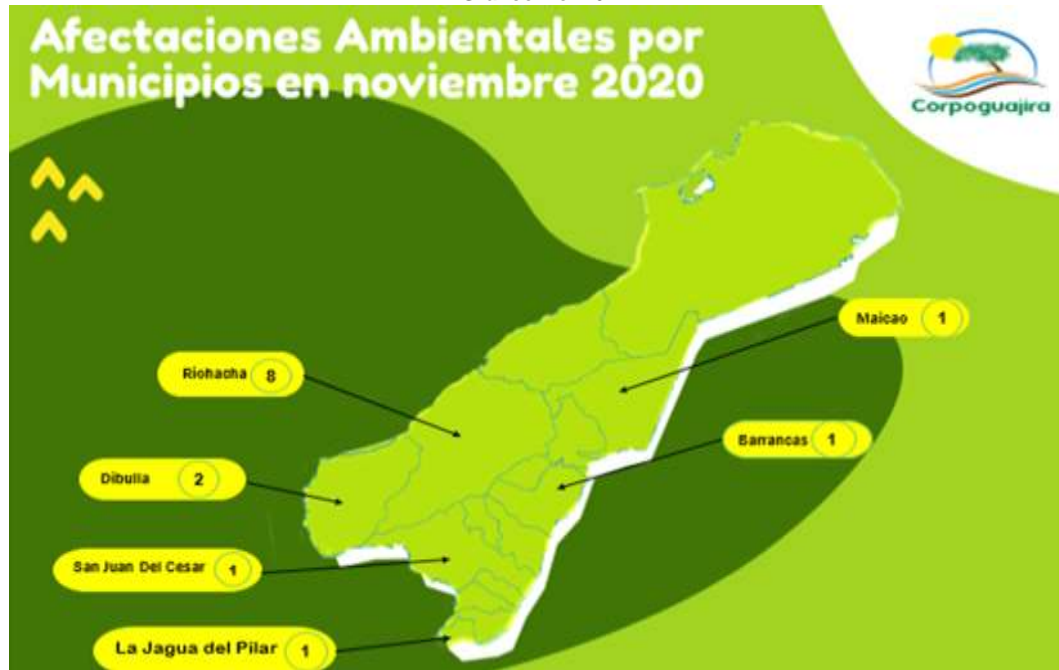 Afectaciones Ambientales por
Municipios en noviembre 2020
Corpoguajira
Maicao 1
Riohacha 8
Barrancas 1
Dibulla 2
San Juan Del Cesar 1
La Jagua del Pilar 1